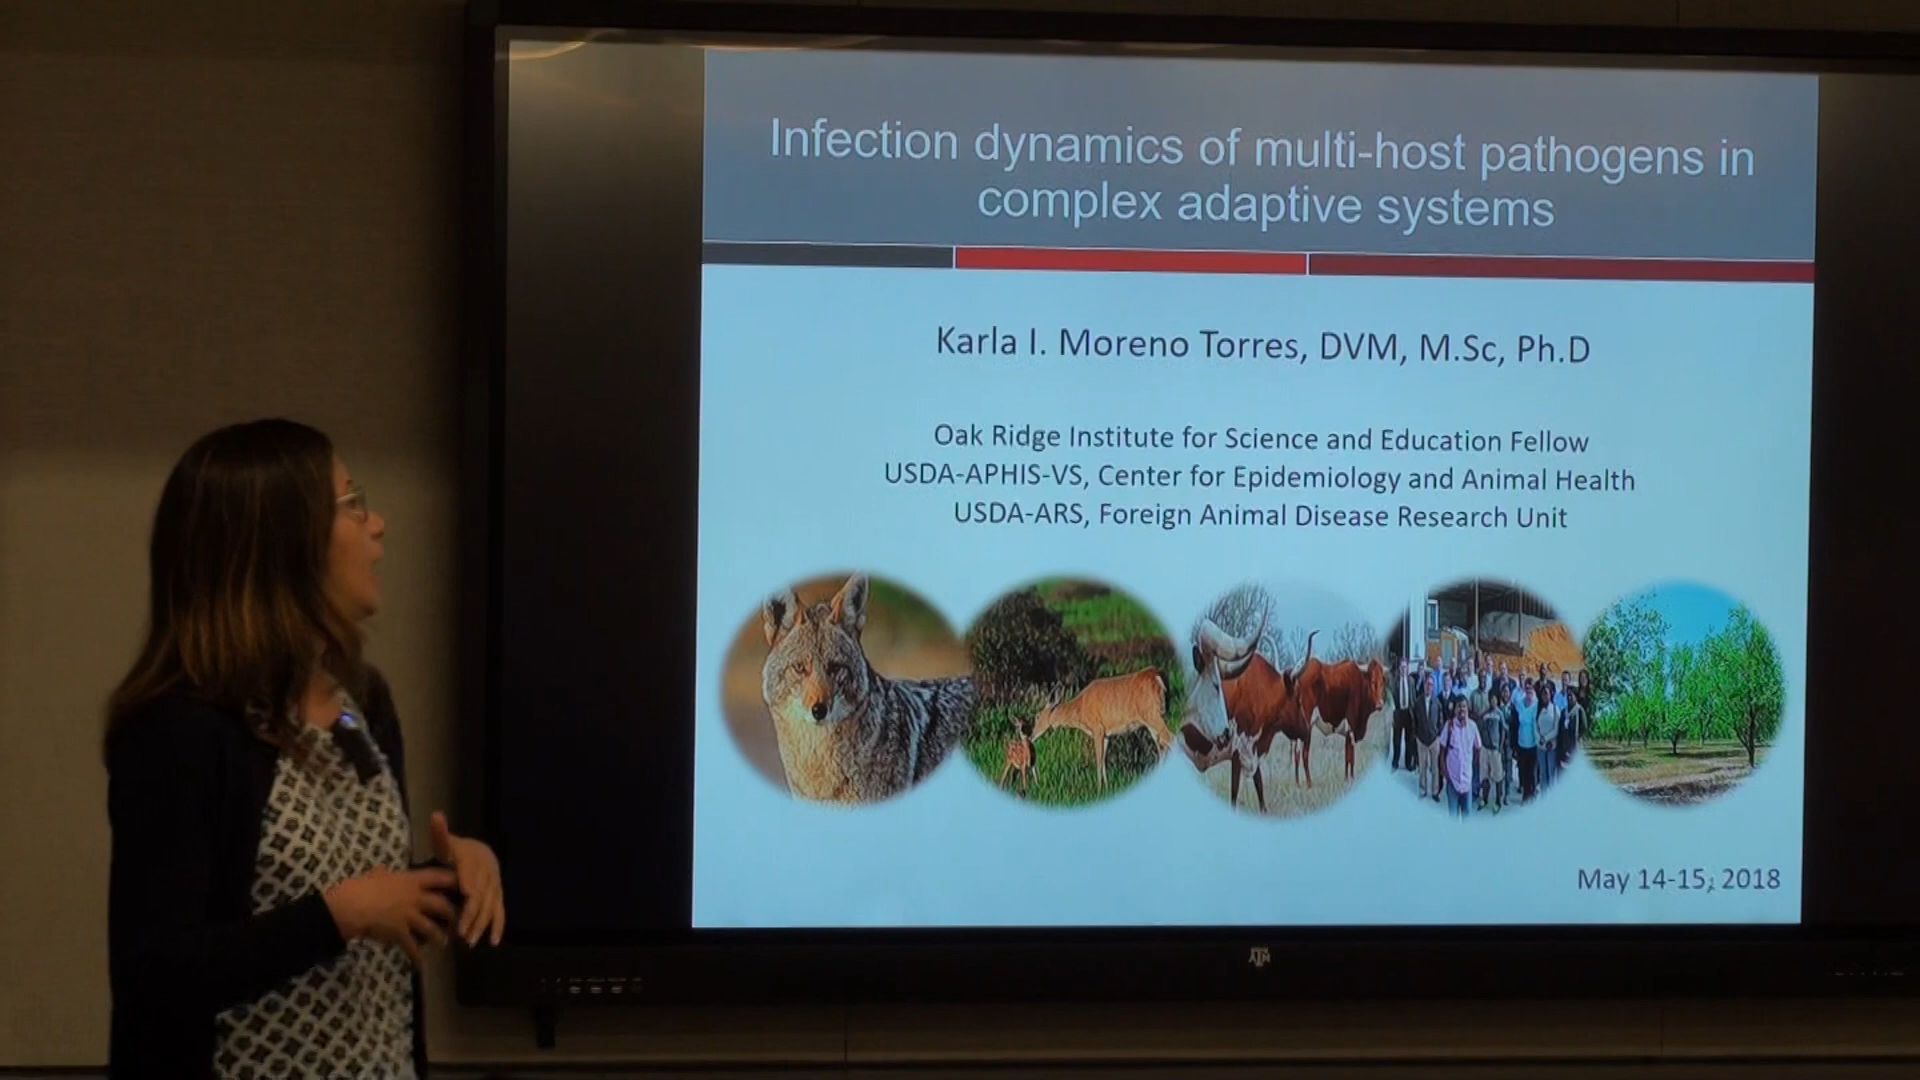 Infection dynamics of multi-host pathogens in
complex adaptive systems
Karla I. Moreno Torres, DVM, M.Sc, Ph.D
Oak Ridge Institute for Science and Education Fellow
USDA-APHIS-VS, Center for Epidemiology and Animal Health
USDA-ARS, Foreign Animal Disease Research Unit
May 14-15, 2018
ATM